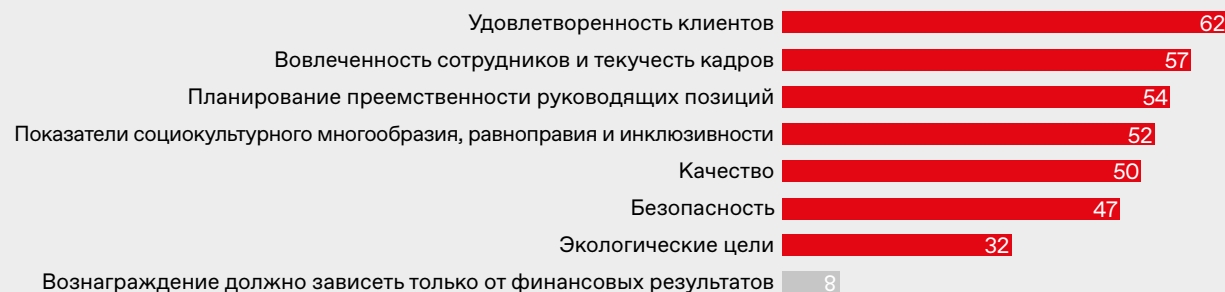 Удовлетворенность клиентов 62
Вовлеченность сотрудников и текучесть кадров 57
Планирование преемственности руководящих позиций 54
Показатели социокультурного многообразия, равноправия и инклюзивности 52
Качество 50
Безопасность 47
Экологические цели 32
Вознаграждение должно зависеть только от финансовых результатов 8